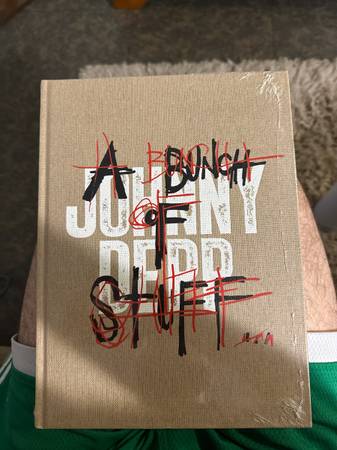 A BUNCH
JOHNNY
OF
DEPP
STUFF